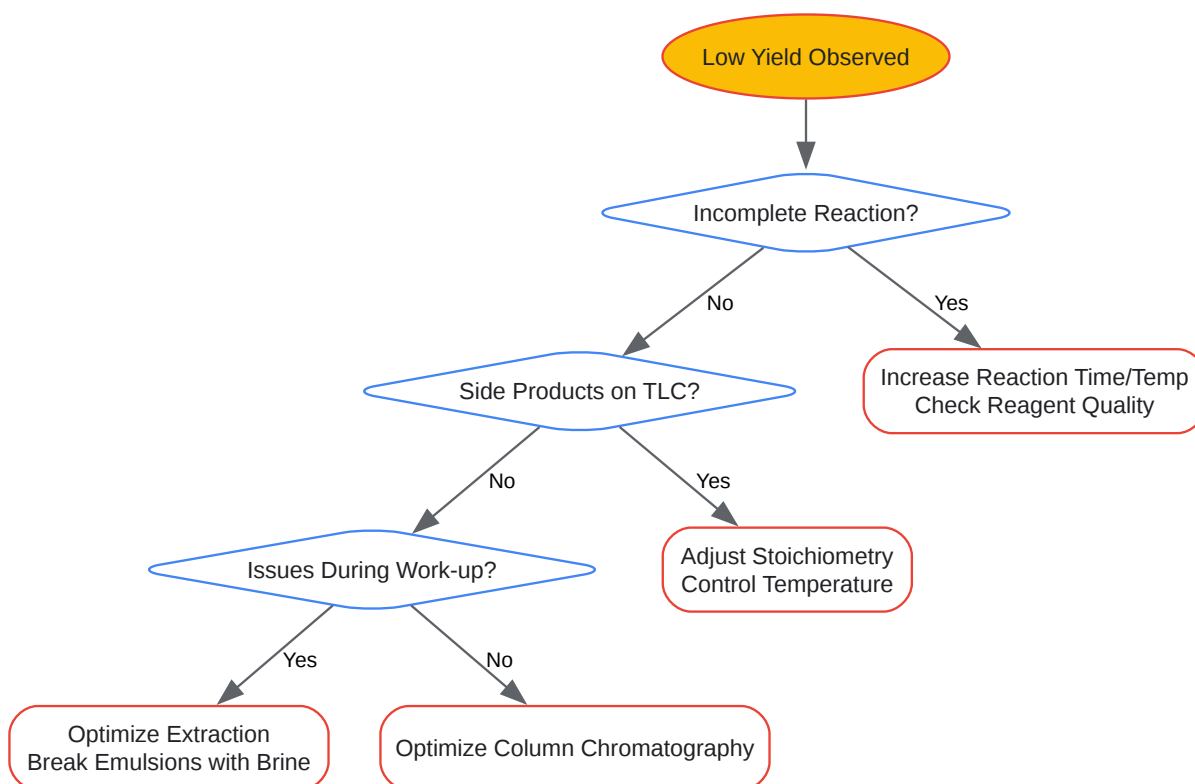 Low Yield Observed
Incomplete Reaction?
No
Yes
Side Products on TLC?
Increase Reaction Time/Temp
Check Reagent Quality
No
Yes
Issues During Work-up?
Adjust Stoichiometry
Control Temperature
Yes
No
Optimize Extraction
Break Emulsions with Brine
Optimize Column Chromatography